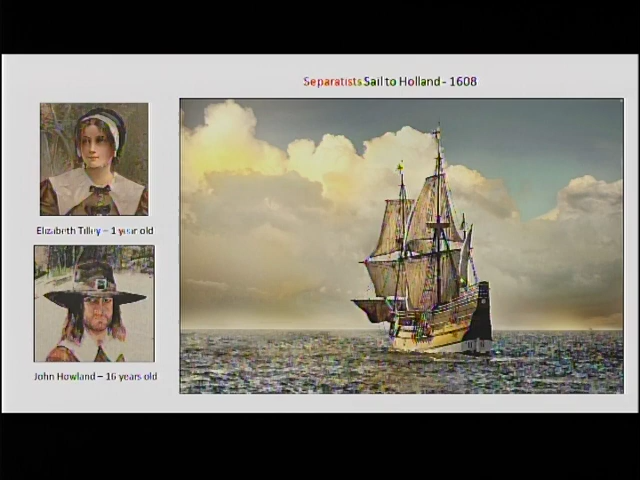 Separatists Sail to Holland - 1608
Elizabeth Tilley – 1 year old
John Howland – 16 years old